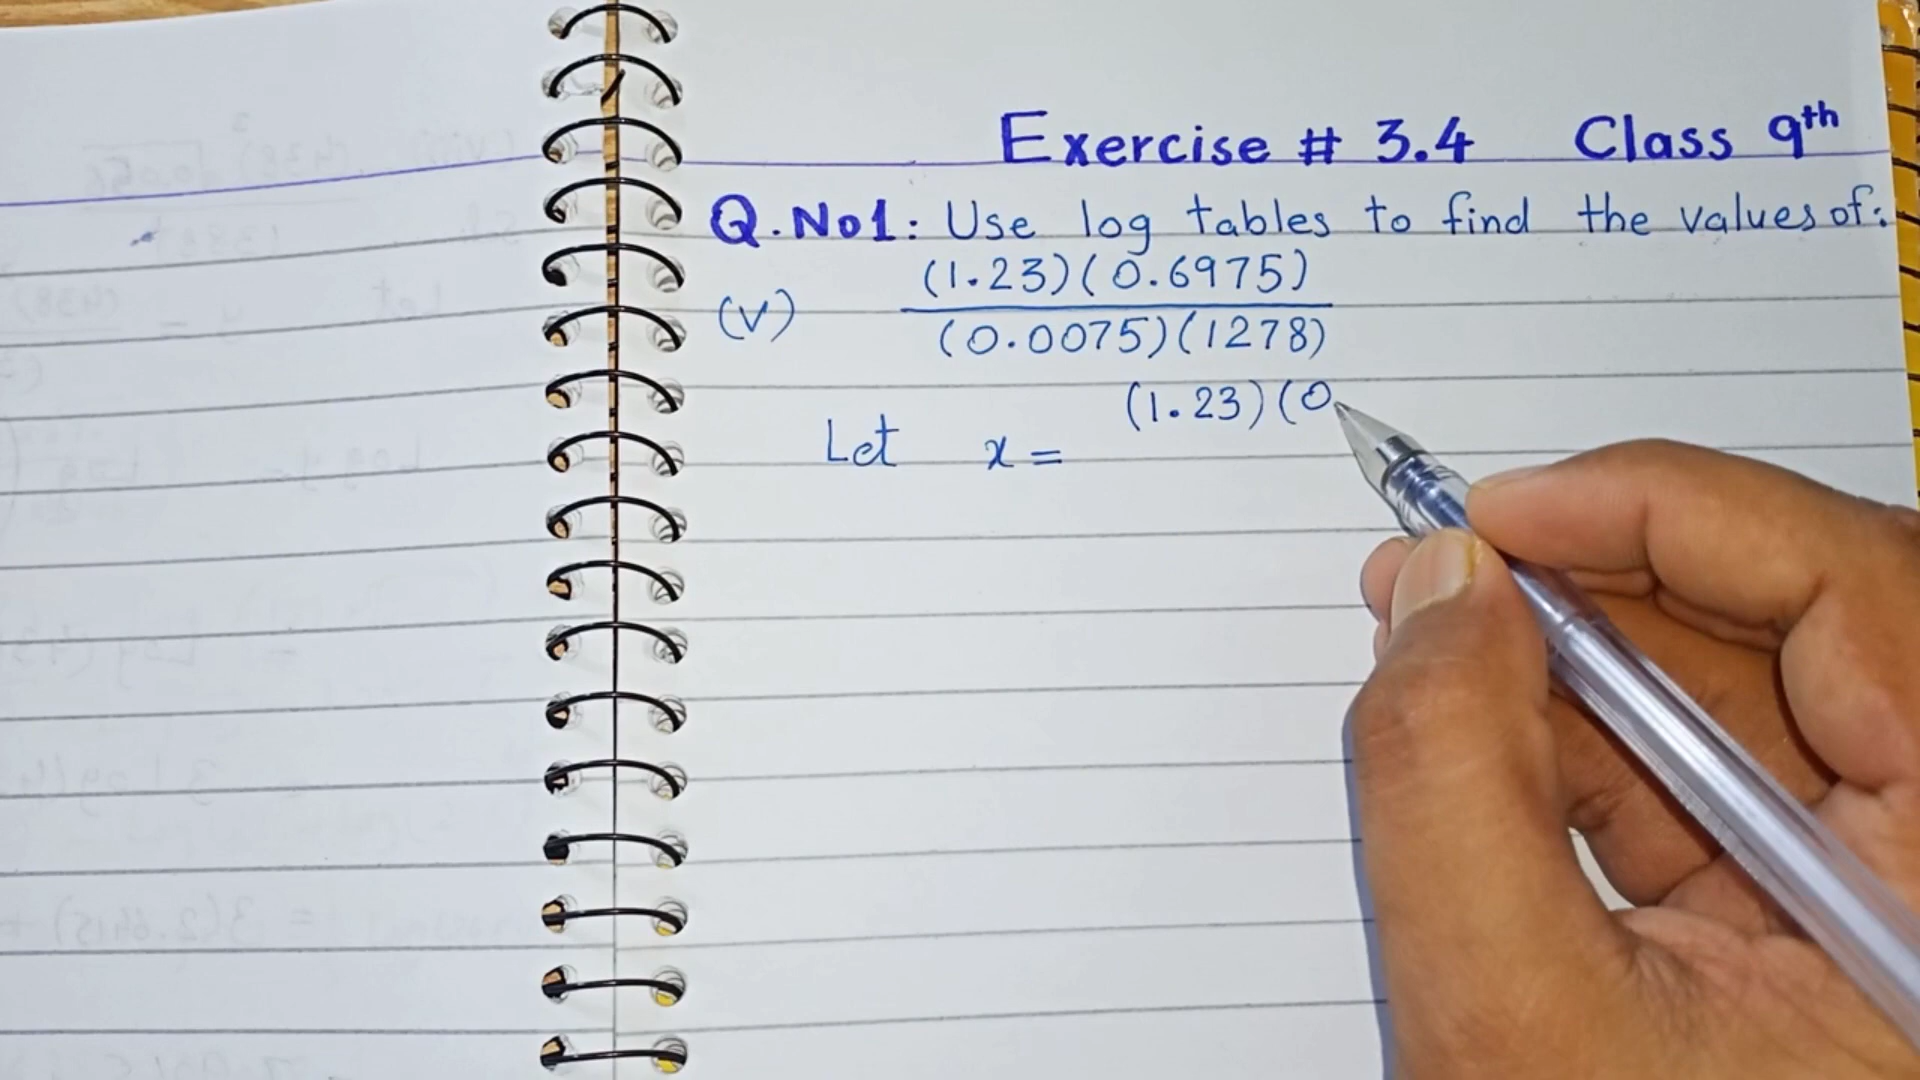 Exercise # 3.4 Class 9th
Q.No1: Use log tables to find the values of:
(1.23)(0.6975)
(v)
(0.0075)(1278)
(1.23)(0
Let x =